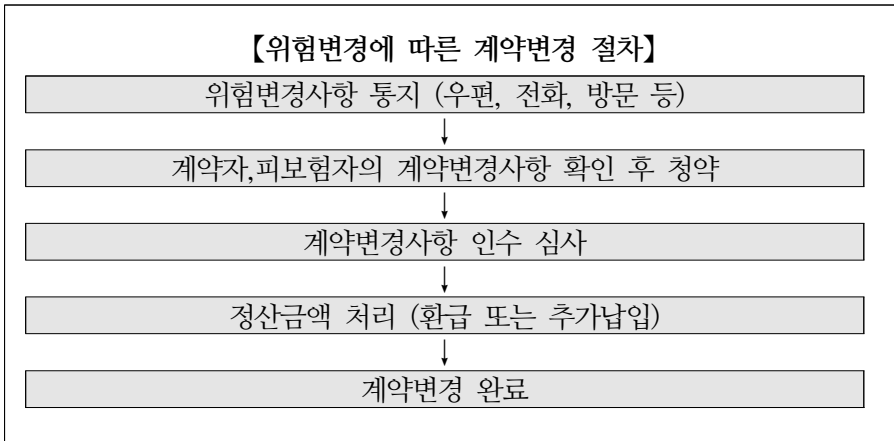 【위험변경에 따른 계약변경 절차】
위험변경사항 통지 (우편, 전화, 방문 등)
계약자,피보험자의 계약변경사항 확인 후 청약
계약변경사항 인수 심사
정산금액 처리 (환급 또는 추가납입)
계약변경 완료